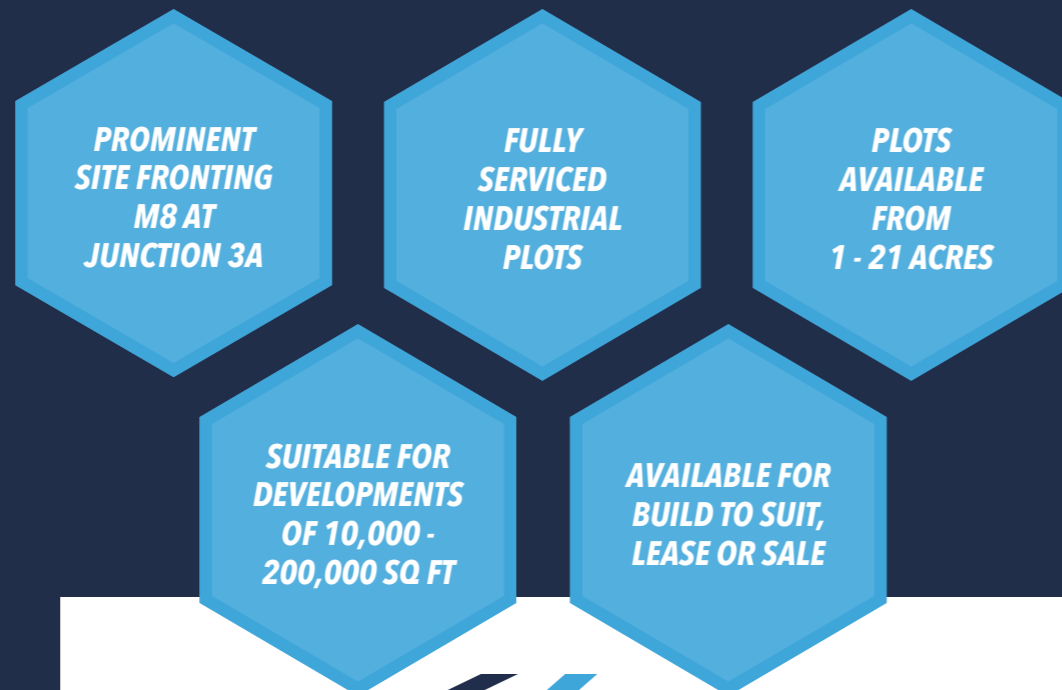 PROMINENT
SITE FRONTING
M8 AT
JUNCTION 3A
FULLY
SERVICED
INDUSTRIAL
PLOTS
PLOTS
AVAILABLE
FROM
1 - 21 ACRES
SUITABLE FOR
DEVELOPMENTS
OF 10,000 -
200,000 SQ FT
AVAILABLE FOR
BUILD TO SUIT,
LEASE OR SALE